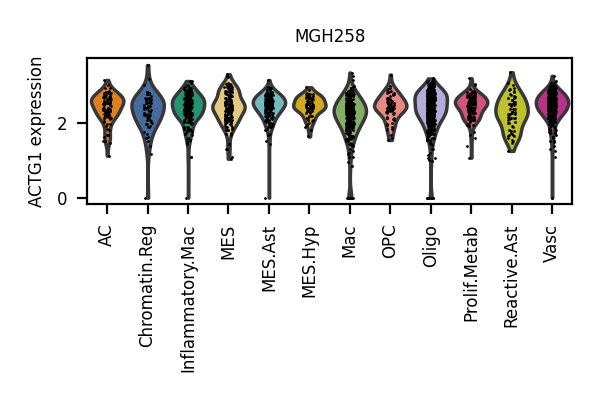 MGH258
ACTG1 expression
2
0
AC
Chromatin.Reg
Inflammatory.Mac
MES
MES.Ast
MES.Hyp
Mac
OPC
Oligo
Prolif.Metab
Reactive.Ast
Vasc